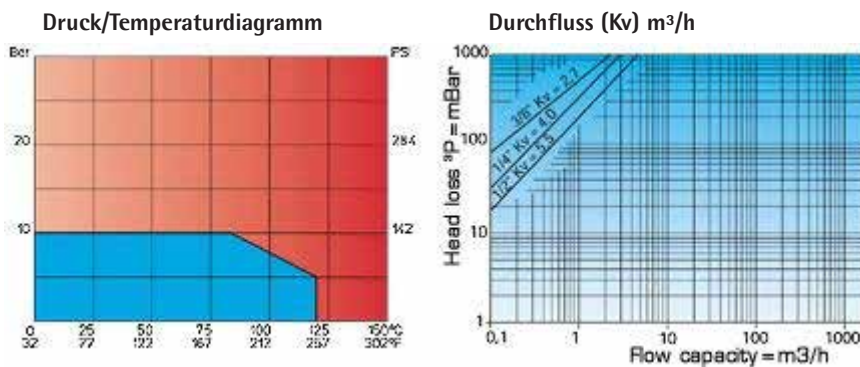 Druck/Temperaturdiagramm
Bar PSI
20 284
10 142
0 25 50 75 100 125 150°C
32 77 122 167 212 257 302°F
Durchfluss (Kv) m³/h
Head loss ³P = mBar
1000
100
10
1
3/8" Kv = 2.7
1/4" Kv = 4.0
1/2" Kv = 5.5
0,1 1 10 100 1000
Flow capacity = m3/h